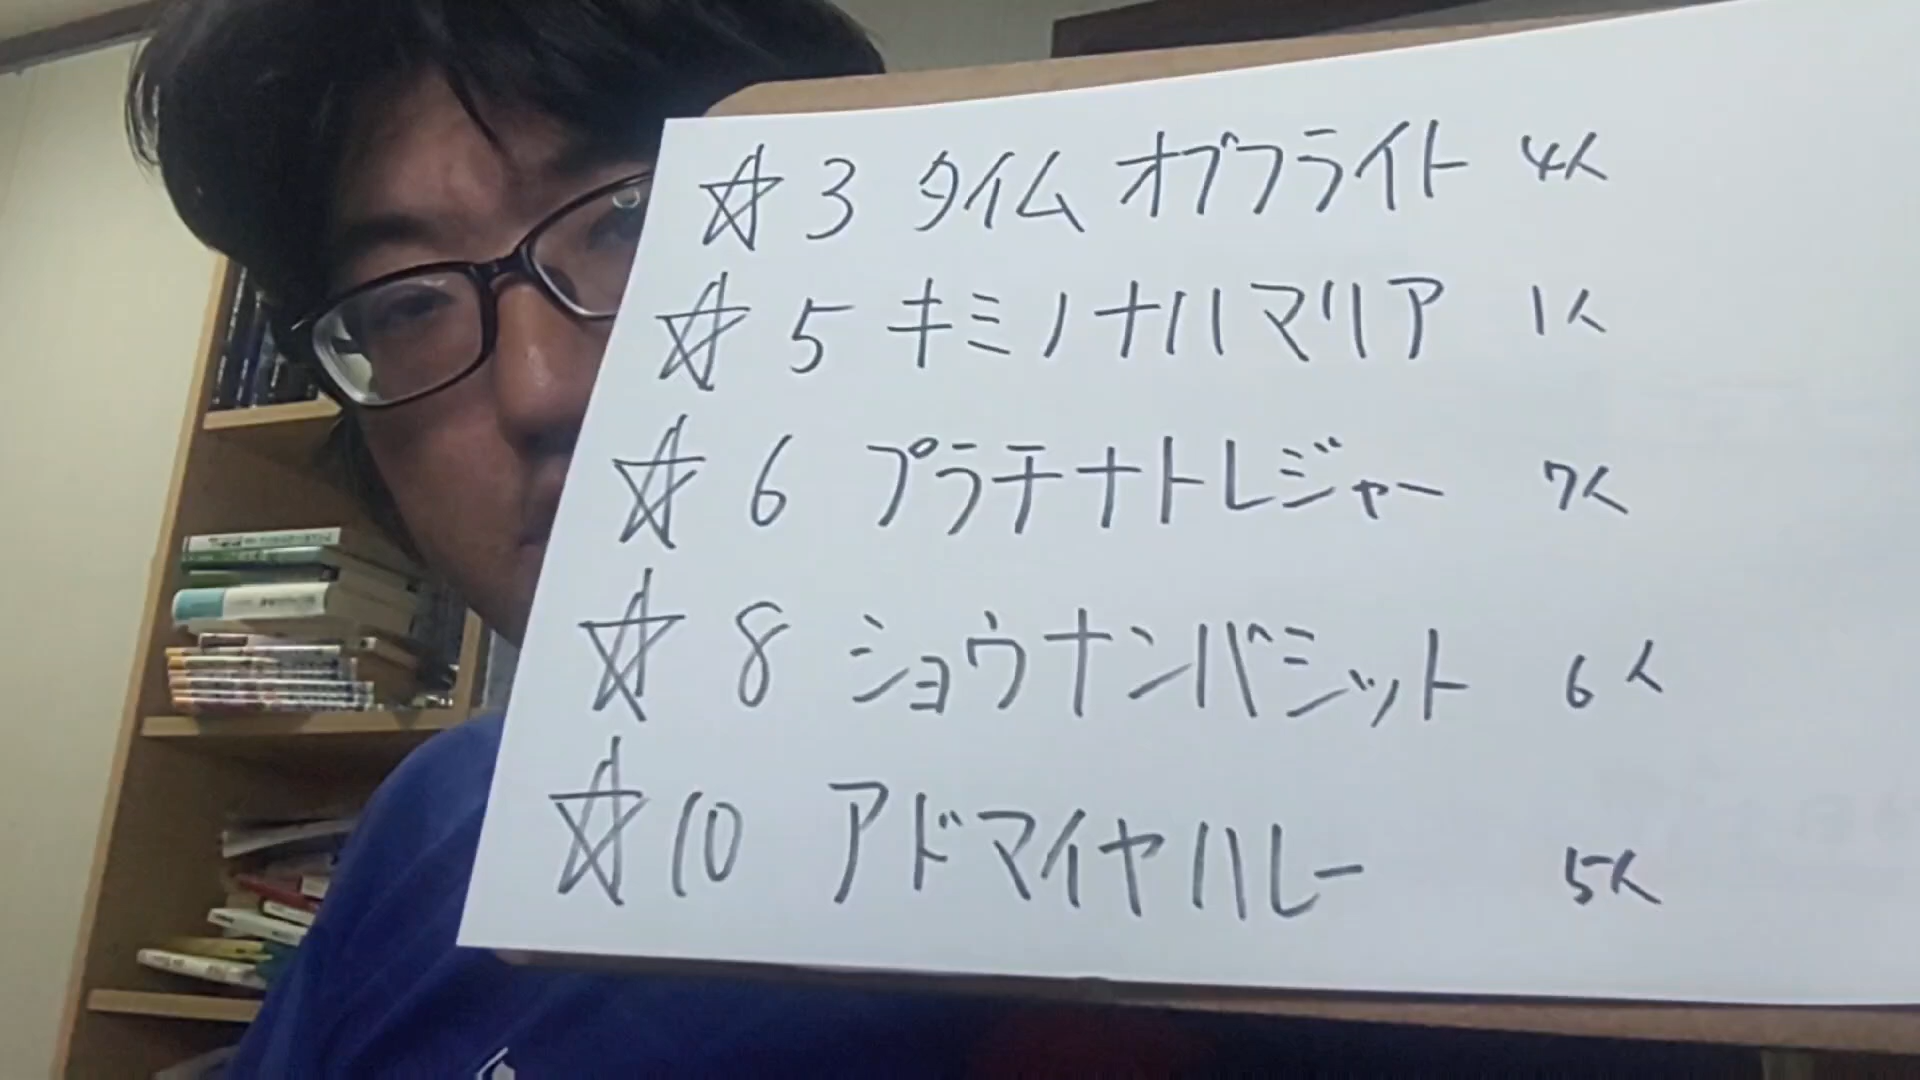 ☆ 3 タイムオブフライト 4人
☆ 5 キミノナハマリア 1人
☆ 6 プラチナトレジャー 7人
☆ 8 ショウナンバシット 6人
☆ 10 アドマイヤハレー 5人